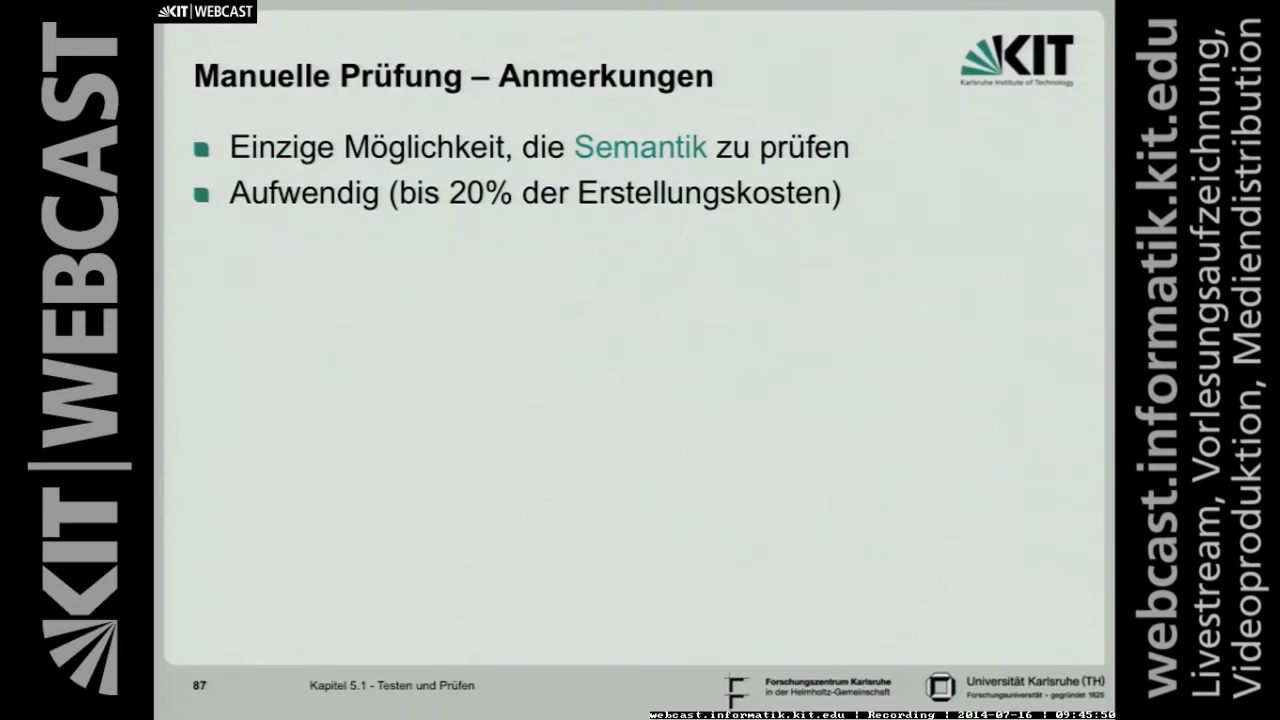 KIT | WEBCAST
KIT | WEBCAST
KIT
Karlsruhe Institute of Technology
Manuelle Prüfung – Anmerkungen
Einzige Möglichkeit, die Semantik zu prüfen
Aufwendig (bis 20% der Erstellungskosten)
87
Kapitel 5.1 - Testen und Prüfen
Forschungszentrum Karlsruhe
in der Helmholtz-Gemeinschaft
Universität Karlsruhe (TH)
Forschungsuniversität - gegründet 1825
webcast.informatik.kit.edu | Recording | 2014-07-16 | 09:45:50
webcast.informatik.kit.edu
Livestream, Vorlesungsaufzeichnung,
Videoproduktion, Mediendistribution